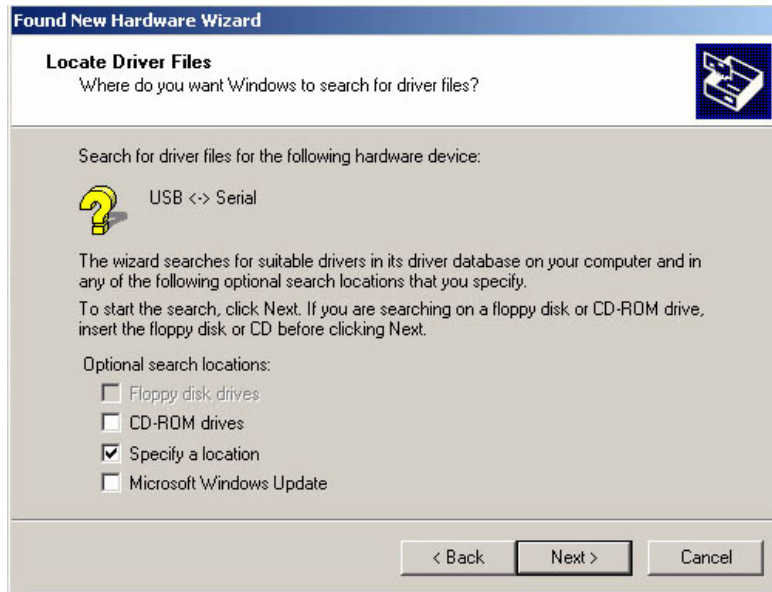 Found New Hardware Wizard
Locate Driver Files
Where do you want Windows to search for driver files?
Search for driver files for the following hardware device:
USB <-> Serial
The wizard searches for suitable drivers in its driver database on your computer and in
any of the following optional search locations that you specify.
To start the search, click Next. If you are searching on a floppy disk or CD-ROM drive,
insert the floppy disk or CD before clicking Next.
Optional search locations:
Floppy disk drives
CD-ROM drives
Specify a location
Microsoft Windows Update
< Back Next > Cancel